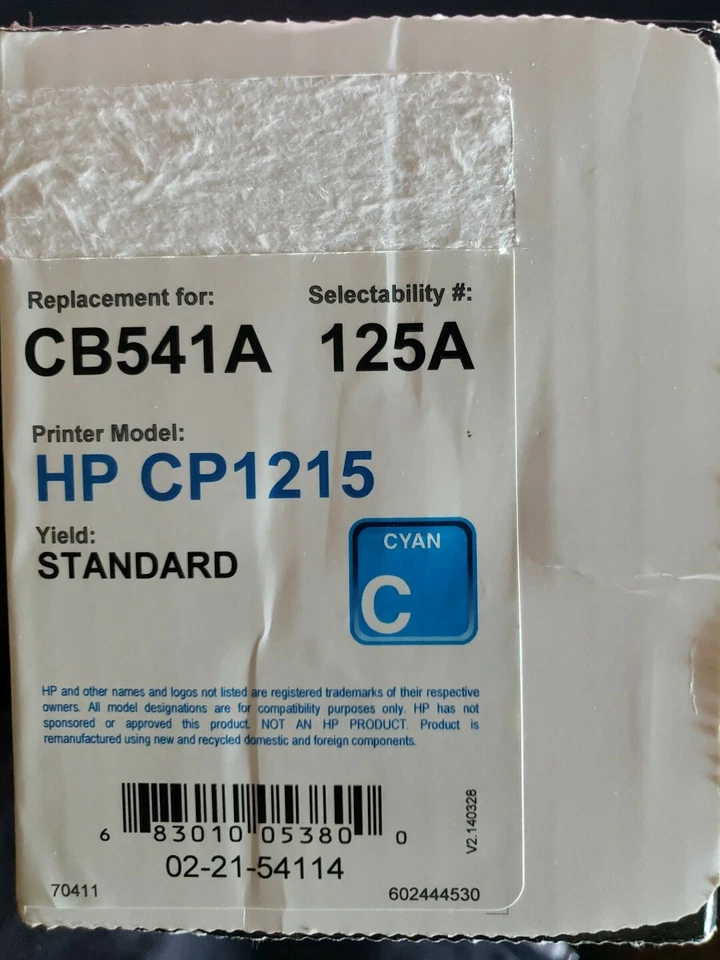 Replacement for: Selectability #:
CB541A 125A
Printer Model:
HP CP1215
Yield:
STANDARD
CYAN
C
HP and other names and logos not listed are registered trademarks of their respective
owners. All model designations are for compatibility purposes only. HP has not
sponsored or approved this product. NOT AN HP PRODUCT. Product is
remanufactured using new and recycled domestic and foreign components.
6 83010 05380 0
02-21-54114
V2.140328
70411 602444530